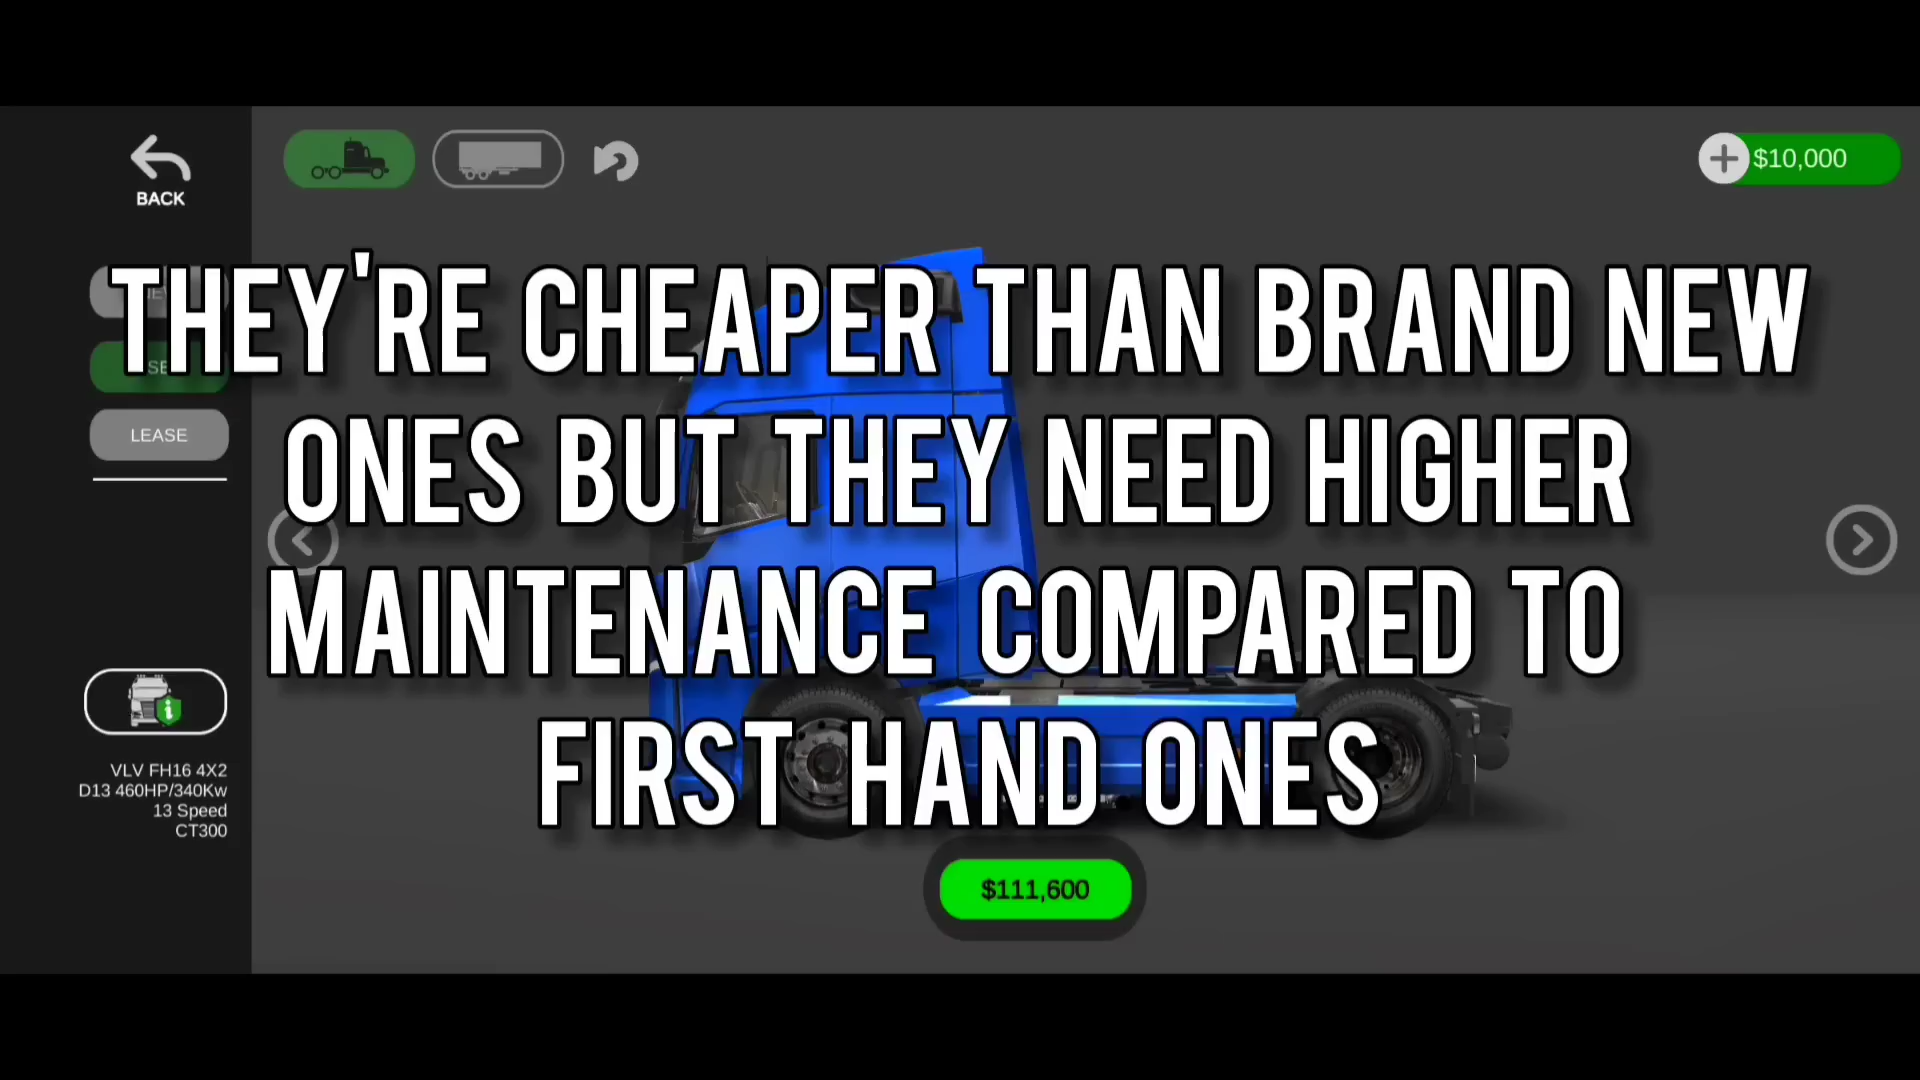 BACK
$10,000
THEY'RE CHEAPER THAN BRAND NEW
ONES BUT THEY NEED HIGHER
MAINTENANCE COMPARED TO
FIRST HAND ONES
LEASE
VLV FH16 4X2
D13 460HP/340Kw
13 Speed
CT300
$111,600